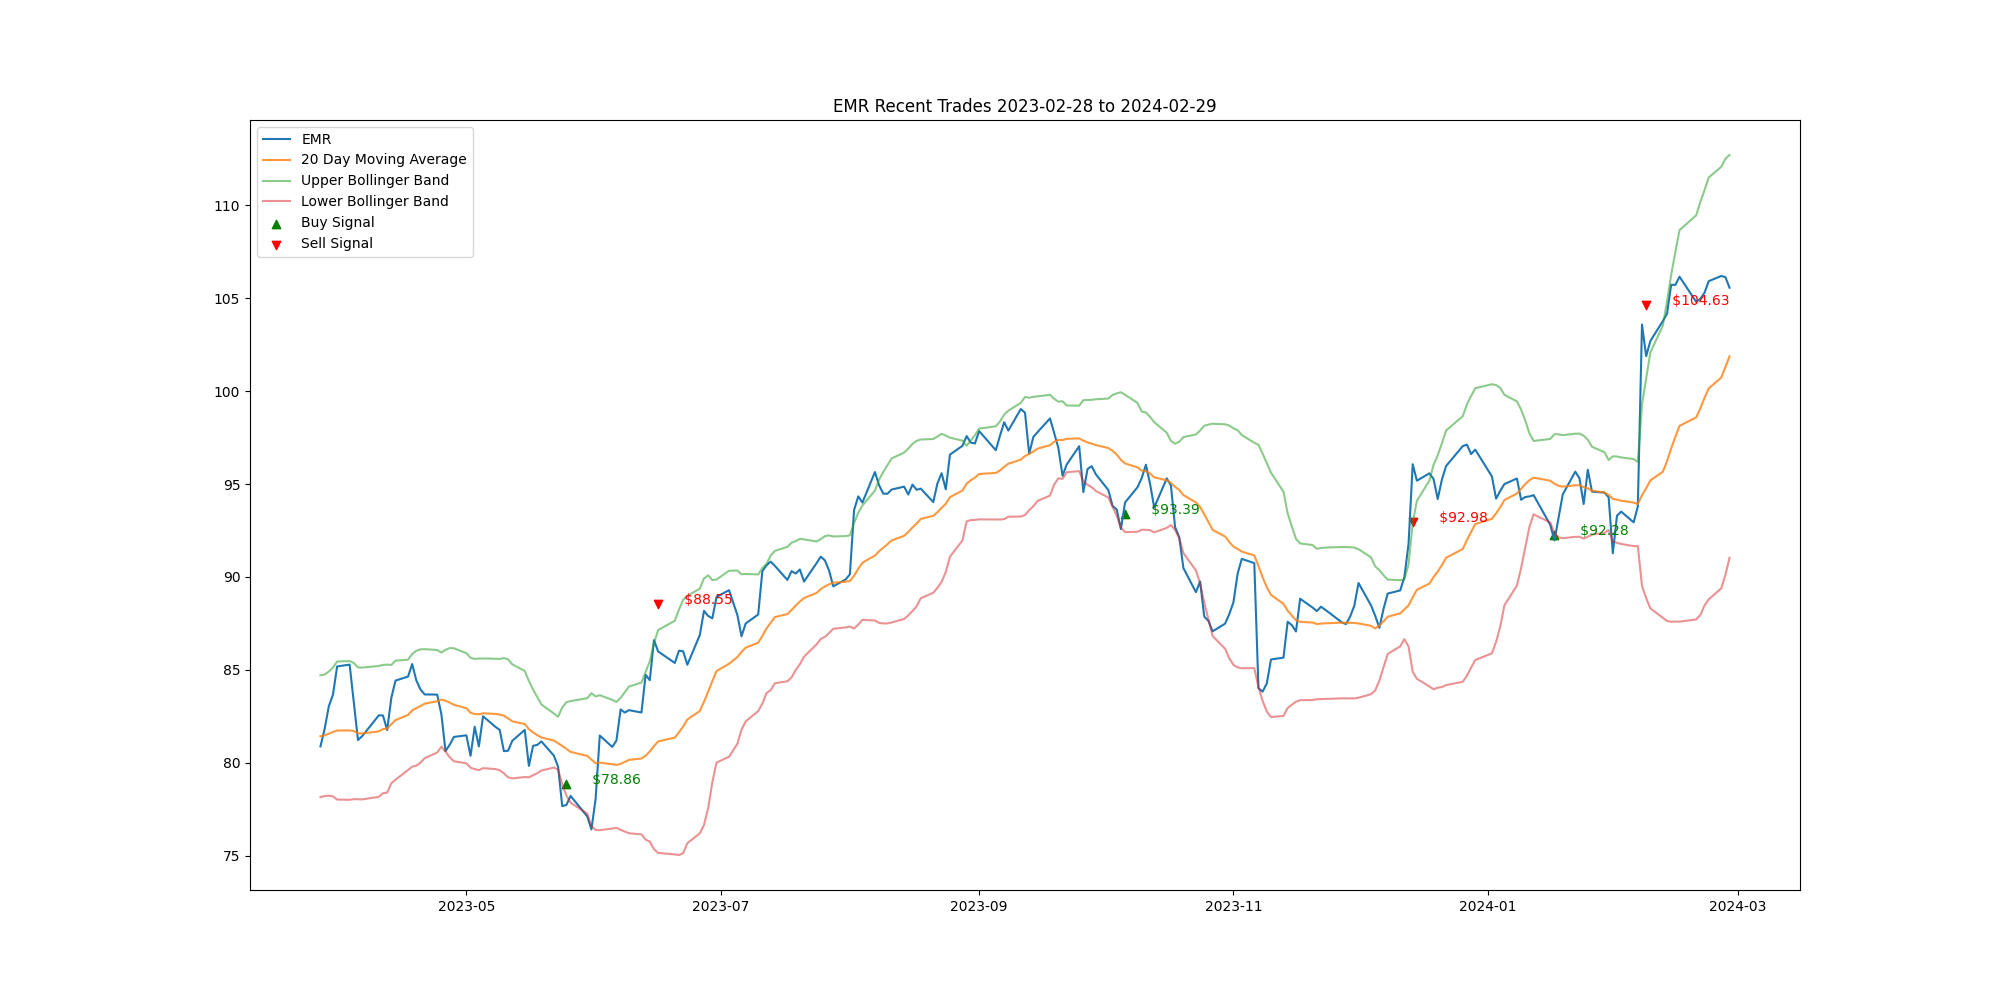 EMR Recent Trades 2023-02-28 to 2024-02-29
EMR
20 Day Moving Average
Upper Bollinger Band
Lower Bollinger Band
Buy Signal
Sell Signal
110
105
100
95
90
85
80
75
$104.63
$93.39
$92.98
$92.28
$88.55
$78.86
2023-05
2023-07
2023-09
2023-11
2024-01
2024-03